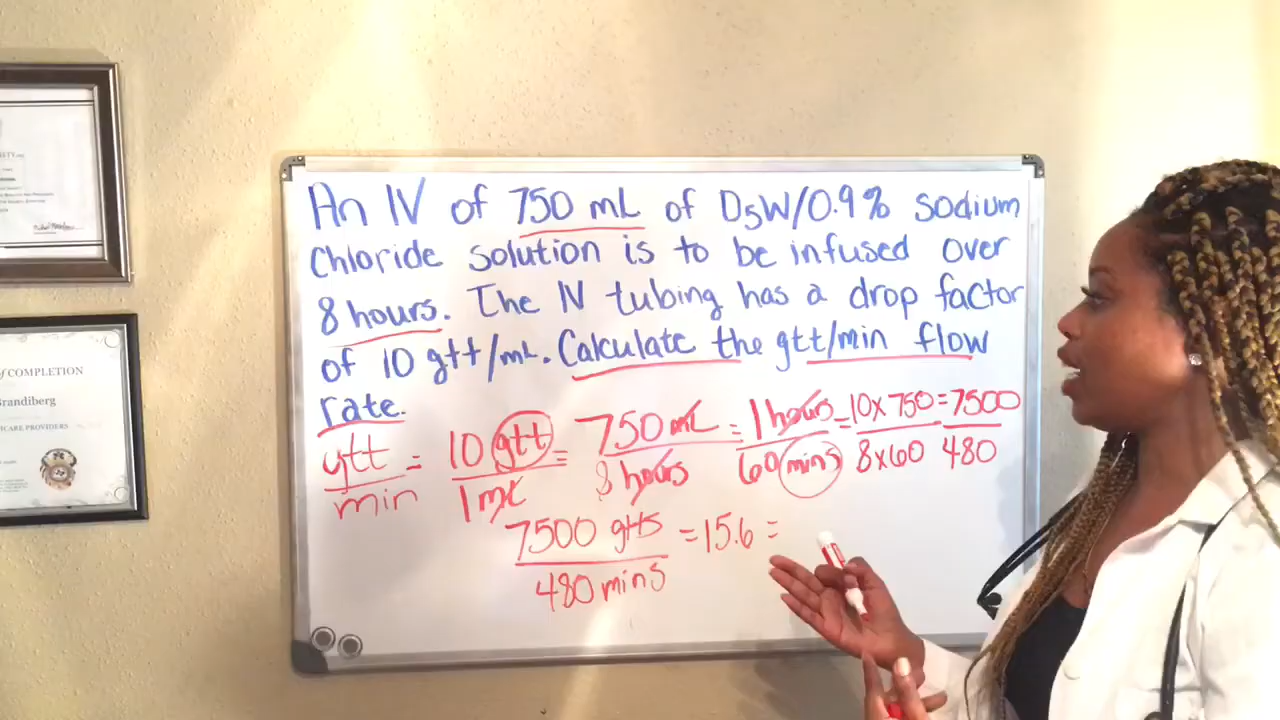 An IV of 750 mL of D5W/0.9% sodium
Chloride solution is to be infused over
8 hours. The IV tubing has a drop factor
of 10 gtt/mL. Calculate the gtt/min flow
rate.
gtt/min = 10 gtt/1 mL = 750 mL/8 hours = 1 hours/60 mins = 10x750/8x60 = 7500/480
7500 gtts/480 mins = 15.6 =
of COMPLETION
Brandiberg